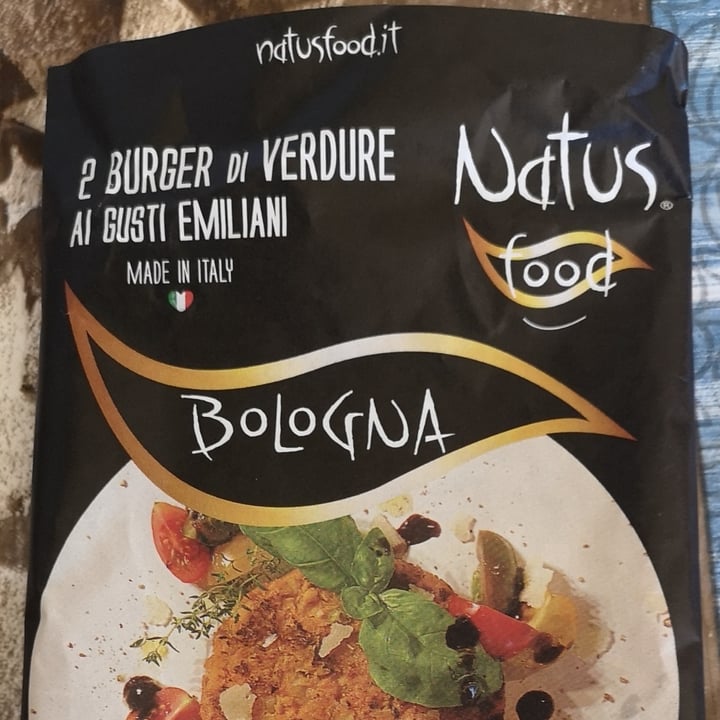 natusfood.it
2 BURGER di VERDURE
AI GUSTI EMILIANI
MADE IN ITALY
Natus®
food
BOLOGNA